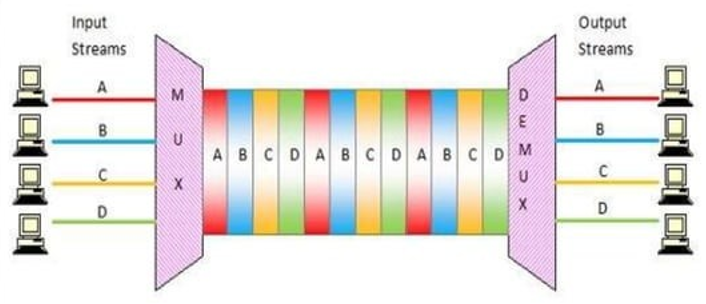 Input
Streams
Output
Streams
A
B
C
D
M
U
X
A B C D A B C D A B C D
D
E
M
U
X
A
B
C
D